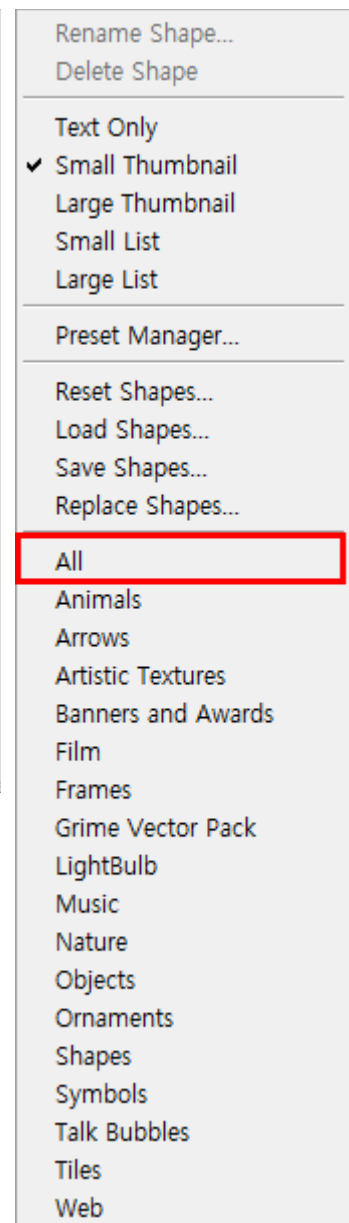 Rename Shape...
Delete Shape
Text Only
Small Thumbnail
Large Thumbnail
Small List
Large List
Preset Manager...
Reset Shapes...
Load Shapes...
Save Shapes...
Replace Shapes...
All
Animals
Arrows
Artistic Textures
Banners and Awards
Film
Frames
Grime Vector Pack
LightBulb
Music
Nature
Objects
Ornaments
Shapes
Symbols
Talk Bubbles
Tiles
Web